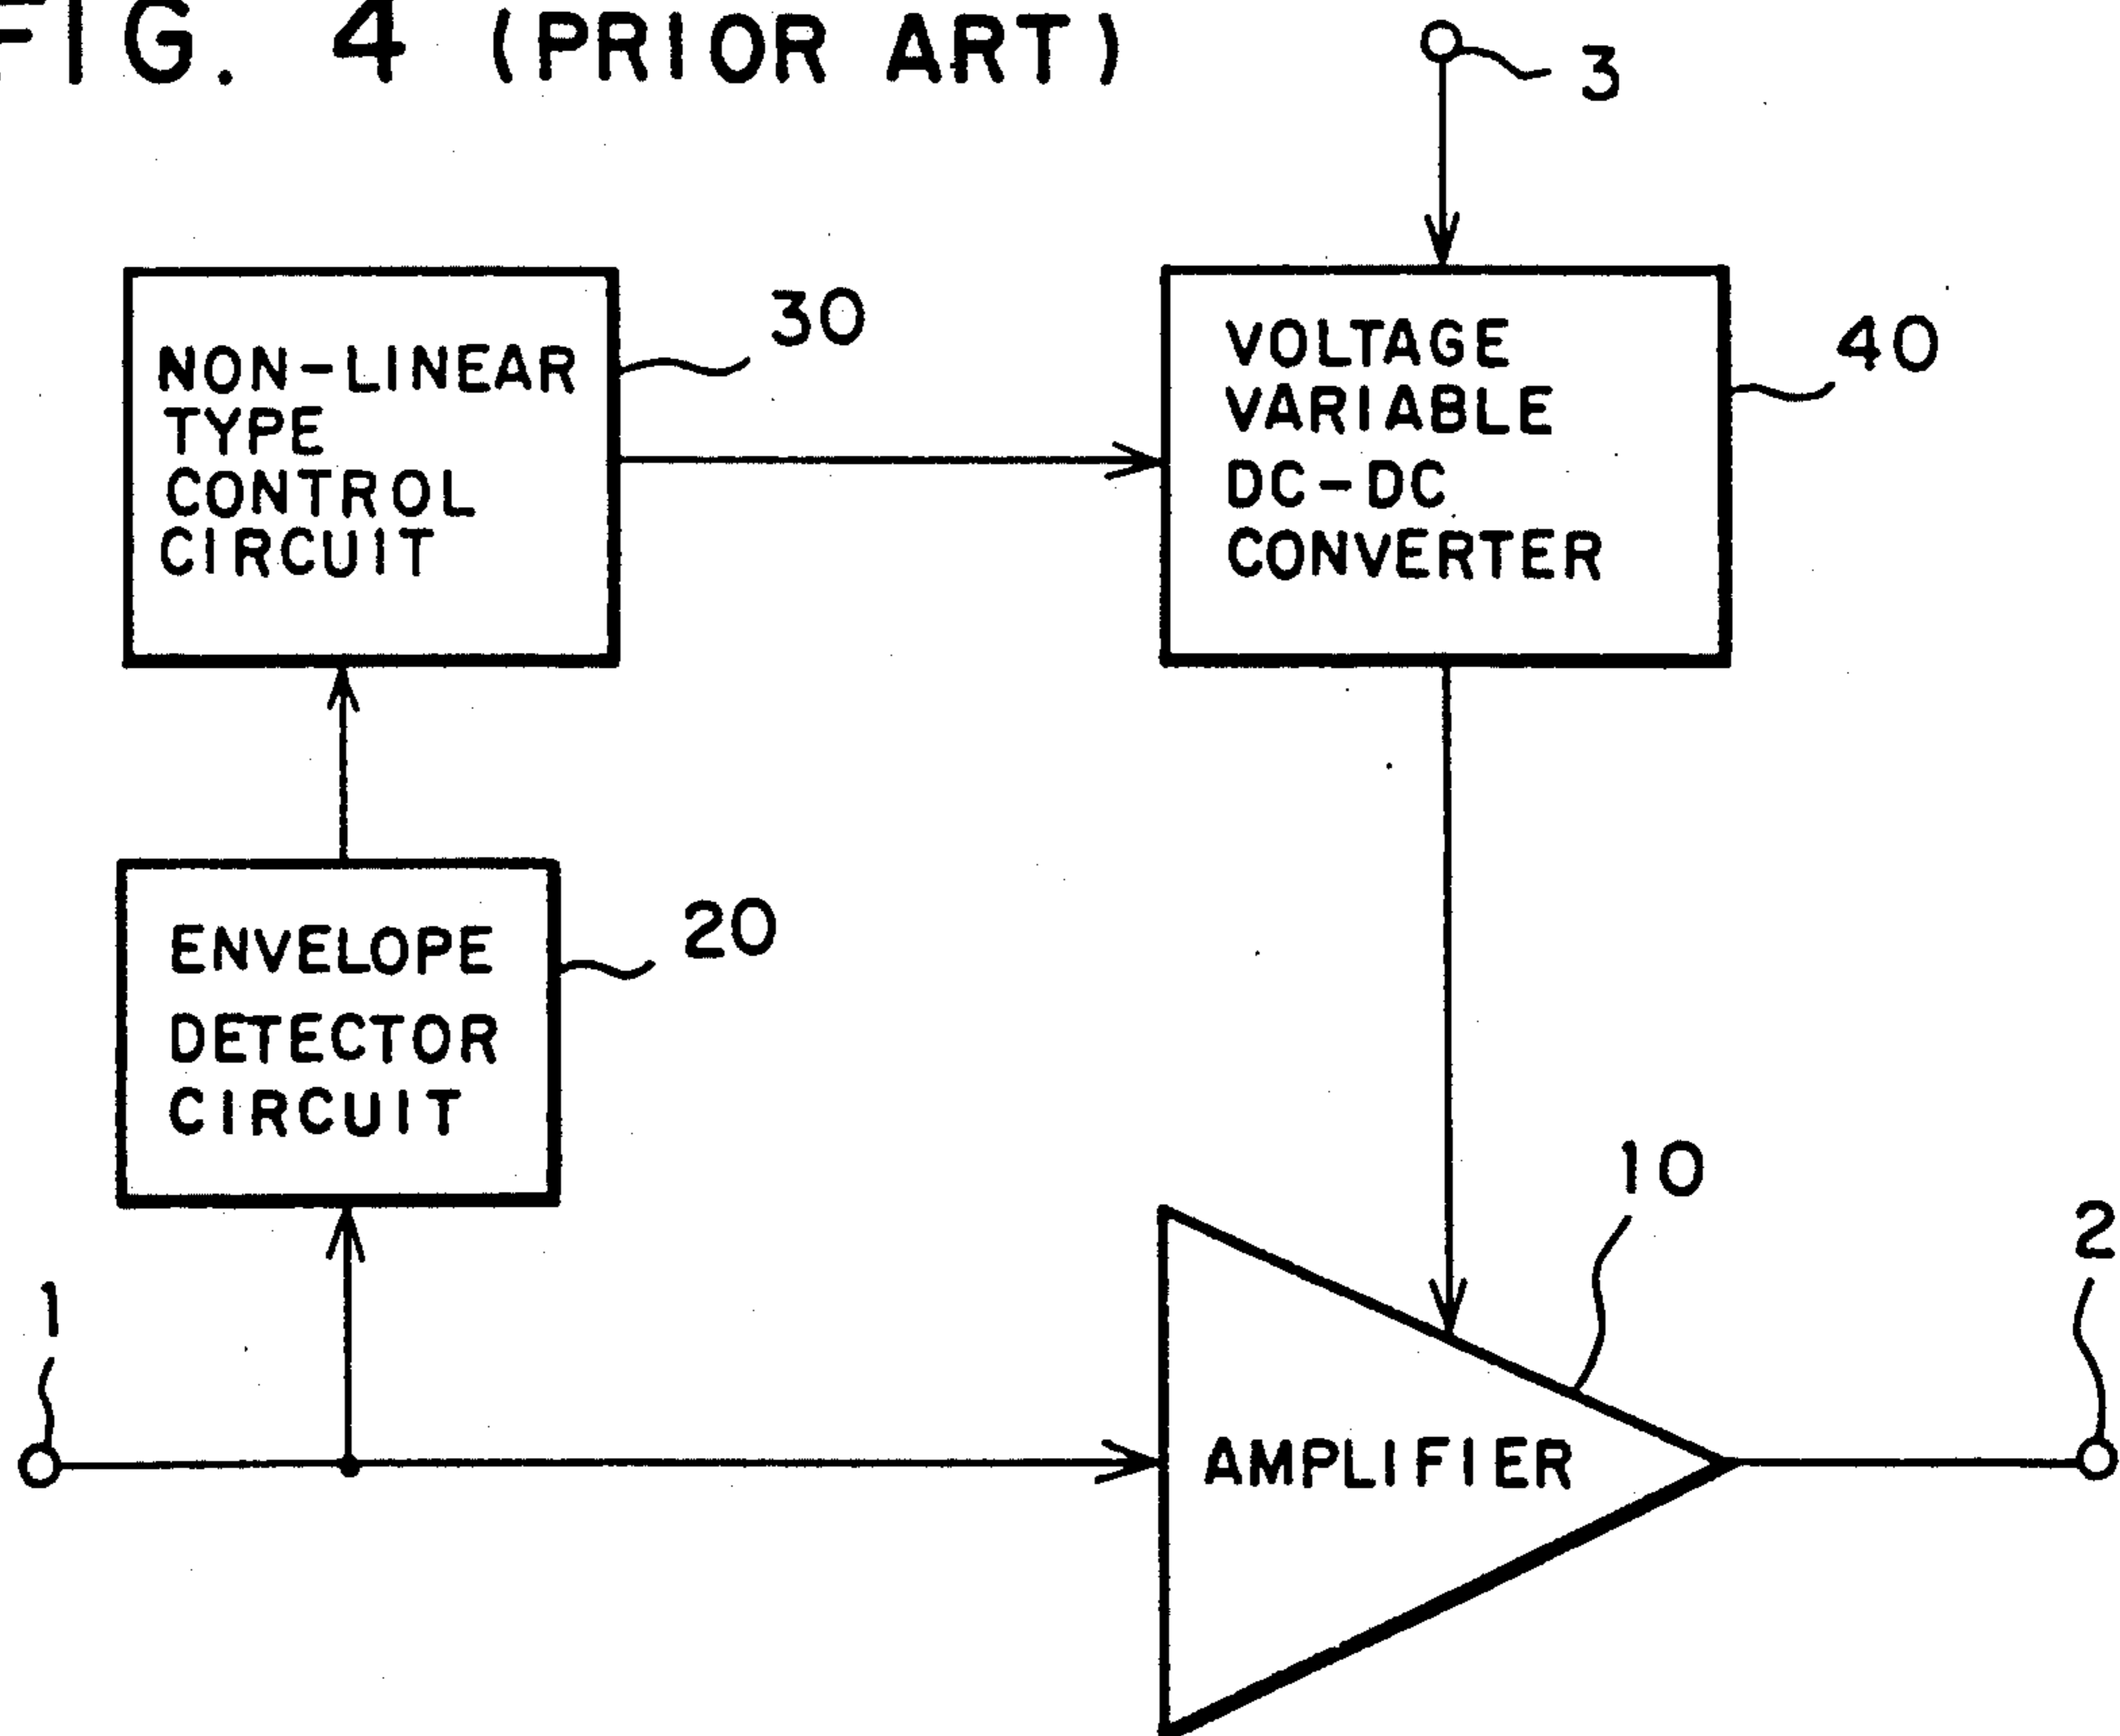 FIG. 4 (PRIOR ART)
3
30
NON-LINEAR
TYPE
CONTROL
CIRCUIT
40
VOLTAGE
VARIABLE
DC-DC
CONVERTER
20
ENVELOPE
DETECTOR
CIRCUIT
10
2
1
AMPLIFIER